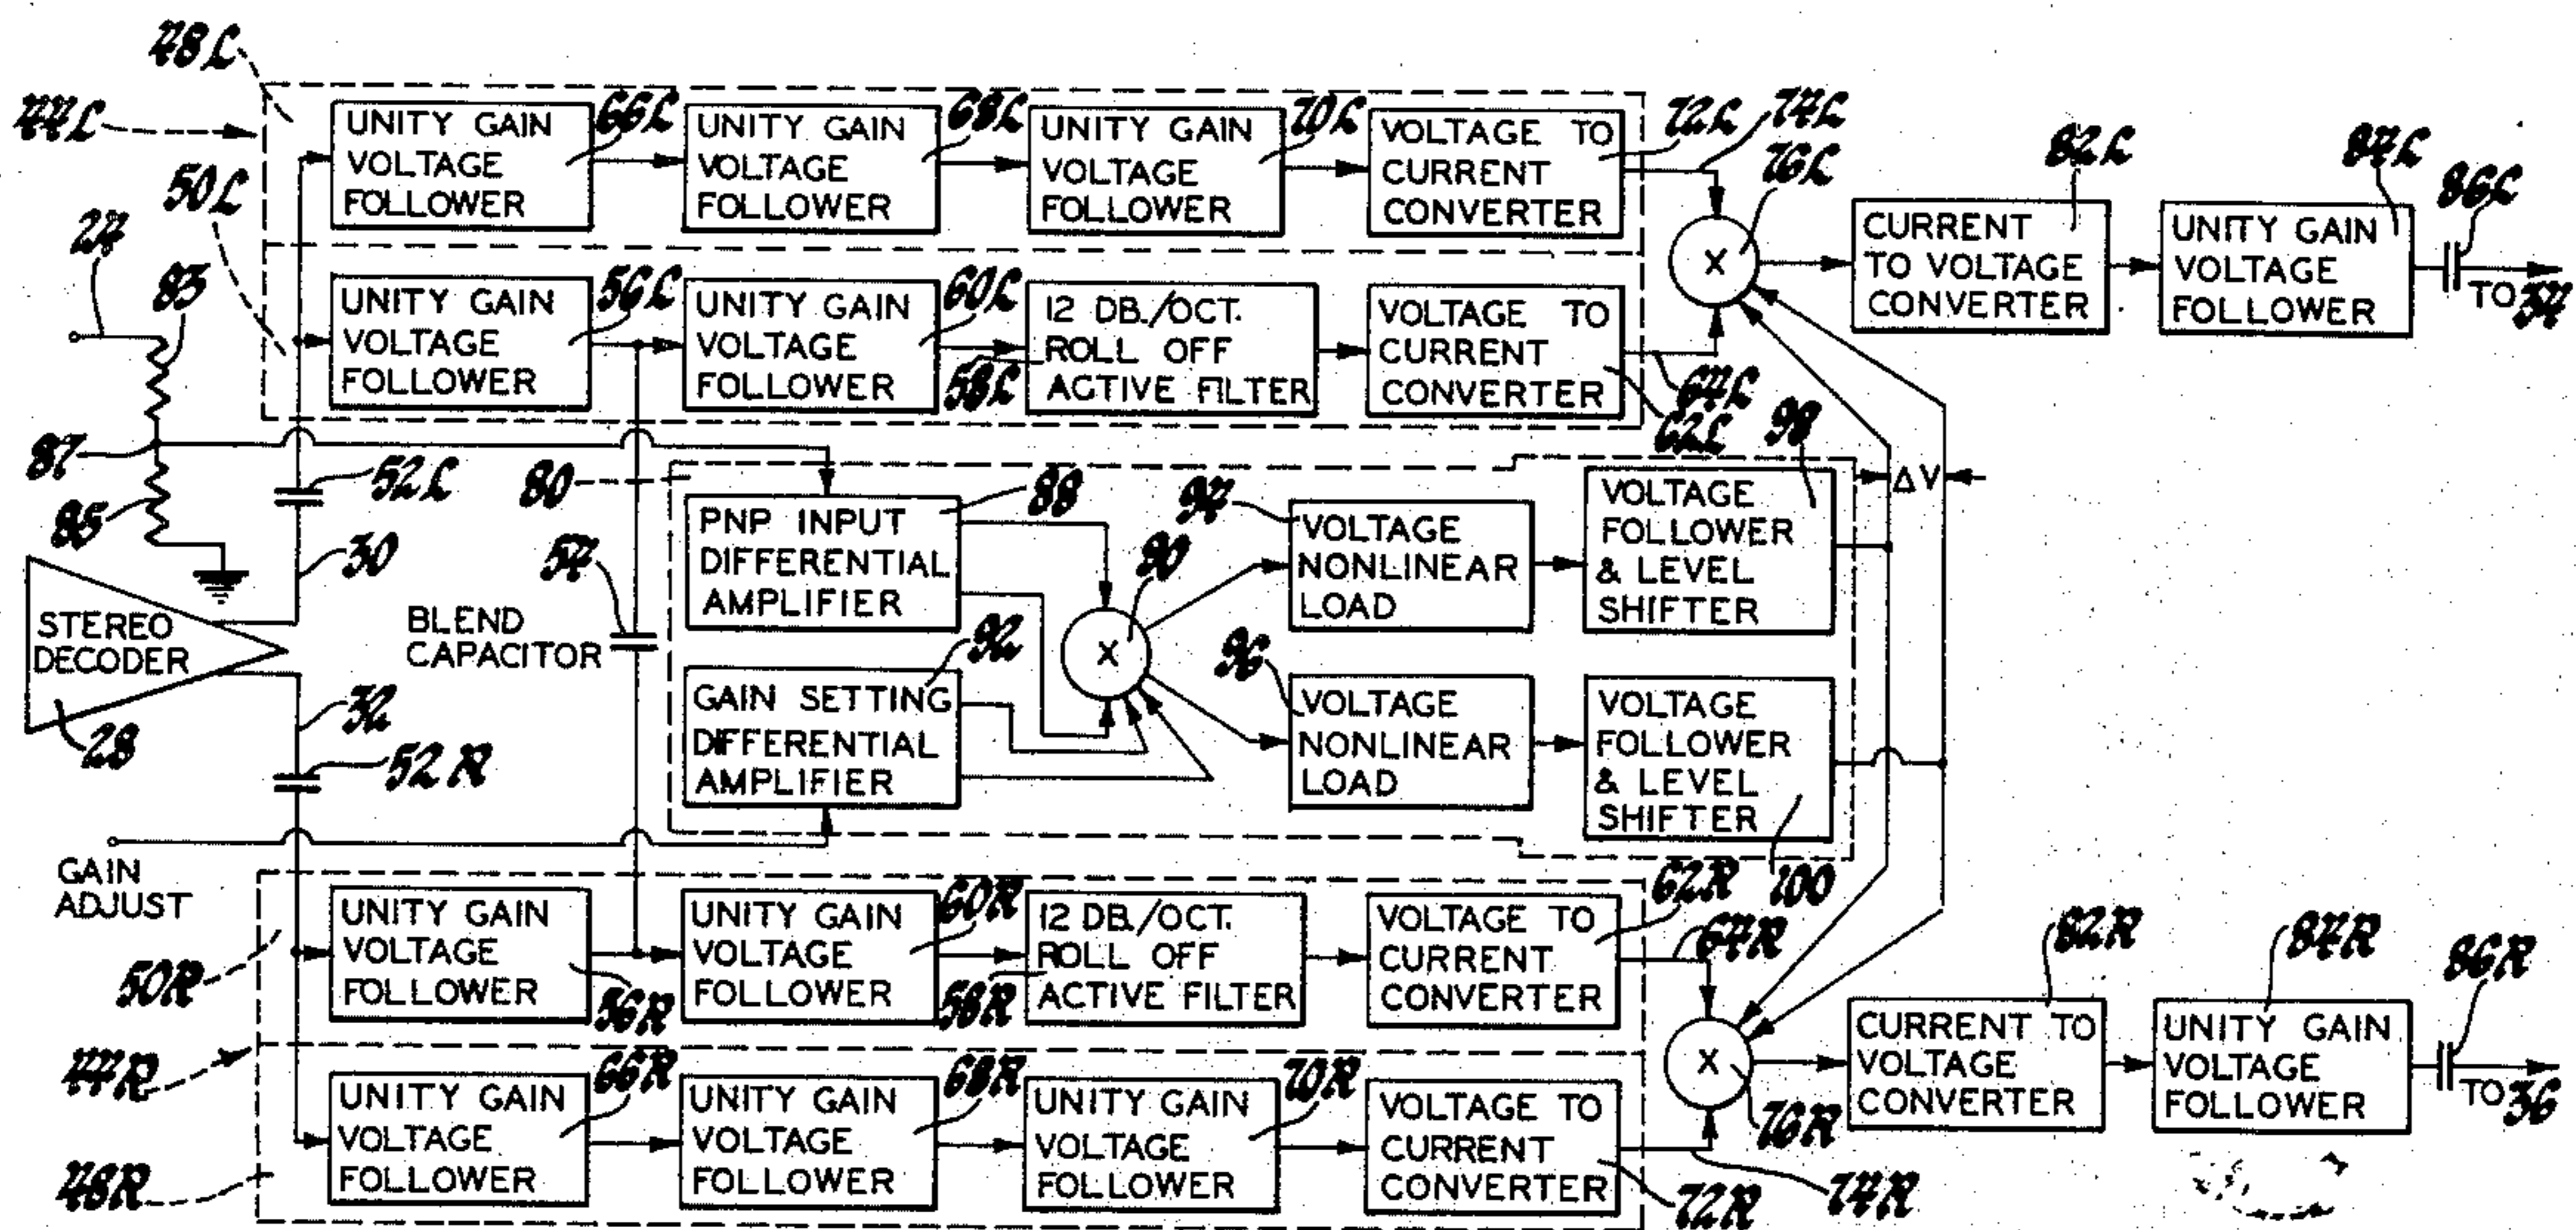 48L
44L
50L
UNITY GAIN
VOLTAGE
FOLLOWER
66L
UNITY GAIN
VOLTAGE
FOLLOWER
68L
UNITY GAIN
VOLTAGE
FOLLOWER
70L
VOLTAGE TO
CURRENT
CONVERTER
72L
74L
76L
82L
84L
86L
24
83
UNITY GAIN
VOLTAGE
FOLLOWER
56L
UNITY GAIN
VOLTAGE
FOLLOWER
60L
58L
12 DB./OCT.
ROLL OFF
ACTIVE FILTER
VOLTAGE TO
CURRENT
CONVERTER
64L
62L
CURRENT
TO VOLTAGE
CONVERTER
UNITY GAIN
VOLTAGE
FOLLOWER
TO 34
87
85
52L
30
80
PNP INPUT
DIFFERENTIAL
AMPLIFIER
88
90
94
VOLTAGE
NONLINEAR
LOAD
98
VOLTAGE
FOLLOWER
& LEVEL
SHIFTER
ΔV
STEREO
DECODER
28
BLEND
CAPACITOR
54
32
52R
GAIN SETTING
DIFFERENTIAL
AMPLIFIER
92
X
96
VOLTAGE
NONLINEAR
LOAD
VOLTAGE
FOLLOWER
& LEVEL
SHIFTER
100
GAIN
ADJUST
50R
UNITY GAIN
VOLTAGE
FOLLOWER
56R
UNITY GAIN
VOLTAGE
FOLLOWER
60R
58R
12 DB./OCT.
ROLL OFF
ACTIVE FILTER
VOLTAGE TO
CURRENT
CONVERTER
62R
64R
X
X
82R
84R
86R
44R
48R
UNITY GAIN
VOLTAGE
FOLLOWER
66R
UNITY GAIN
VOLTAGE
FOLLOWER
68R
UNITY GAIN
VOLTAGE
FOLLOWER
70R
VOLTAGE TO
CURRENT
CONVERTER
72R
74R
76R
CURRENT TO
VOLTAGE
CONVERTER
UNITY GAIN
VOLTAGE
FOLLOWER
TO 36